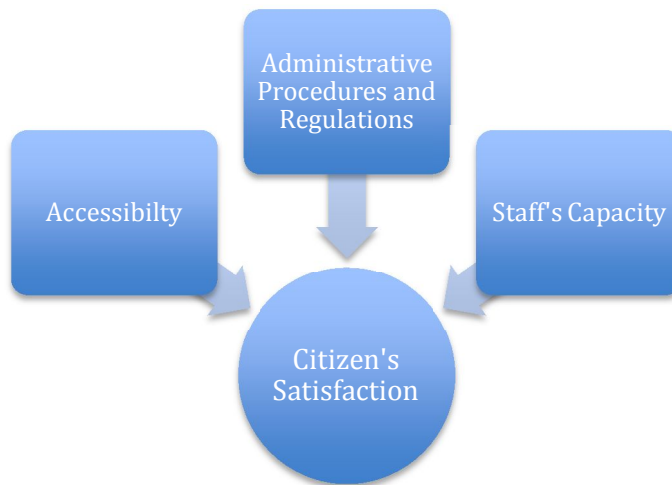 Administrative
Procedures and
Regulations
Accessibilty
Staff's Capacity
Citizen's
Satisfaction